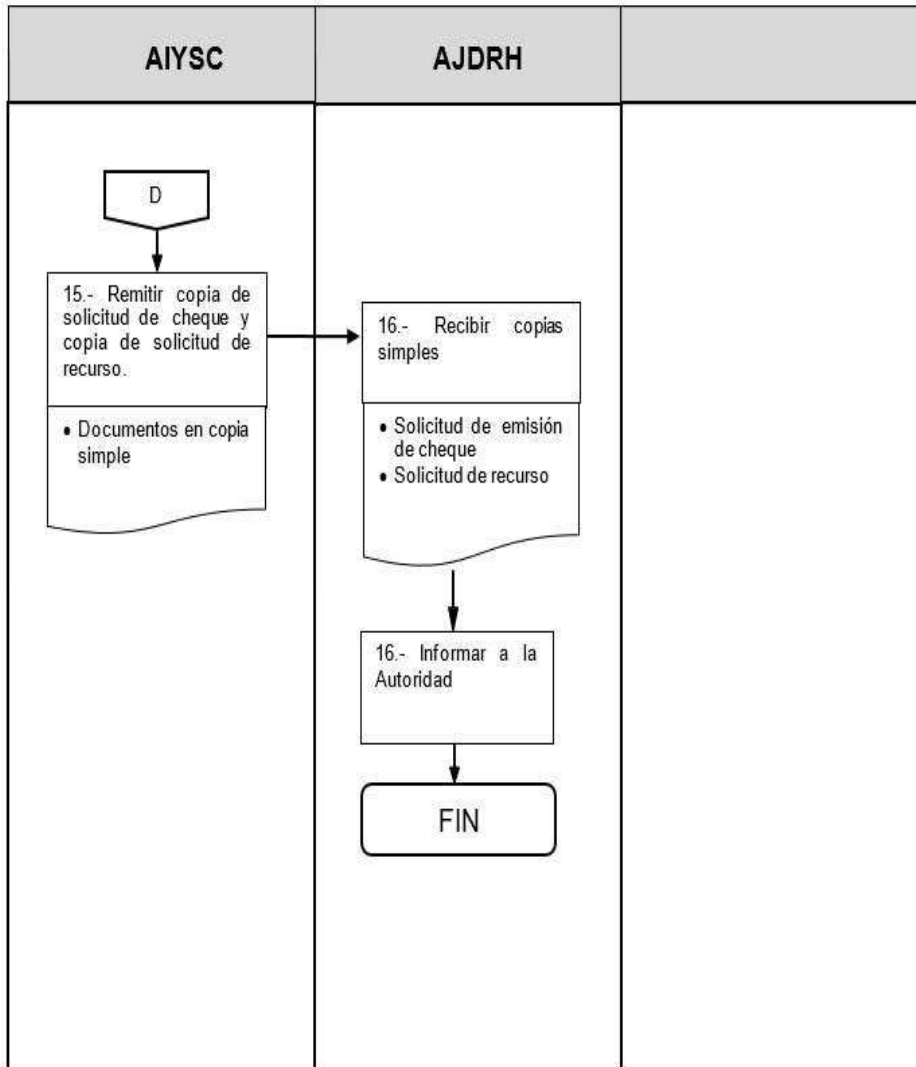 AIYSC
AJDRH
D
15.- Remitir copia de
solicitud de cheque y
copia de solicitud de
recurso.
• Documentos en copia
simple
16.- Recibir copias
simples
• Solicitud de emisión
de cheque
• Solicitud de recurso
16.- Informar a la
Autoridad
FIN